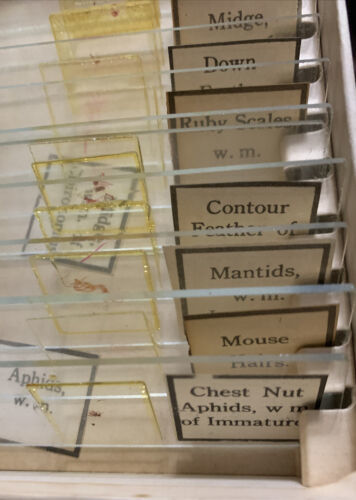 Midge,
Down
Ruby Scales
w. m.
Contour
Feather of
Mantids,
w. m.
Mouse
Hairs.
Chest Nut
Aphids, w m
of Immature
Aphids,
w. m.